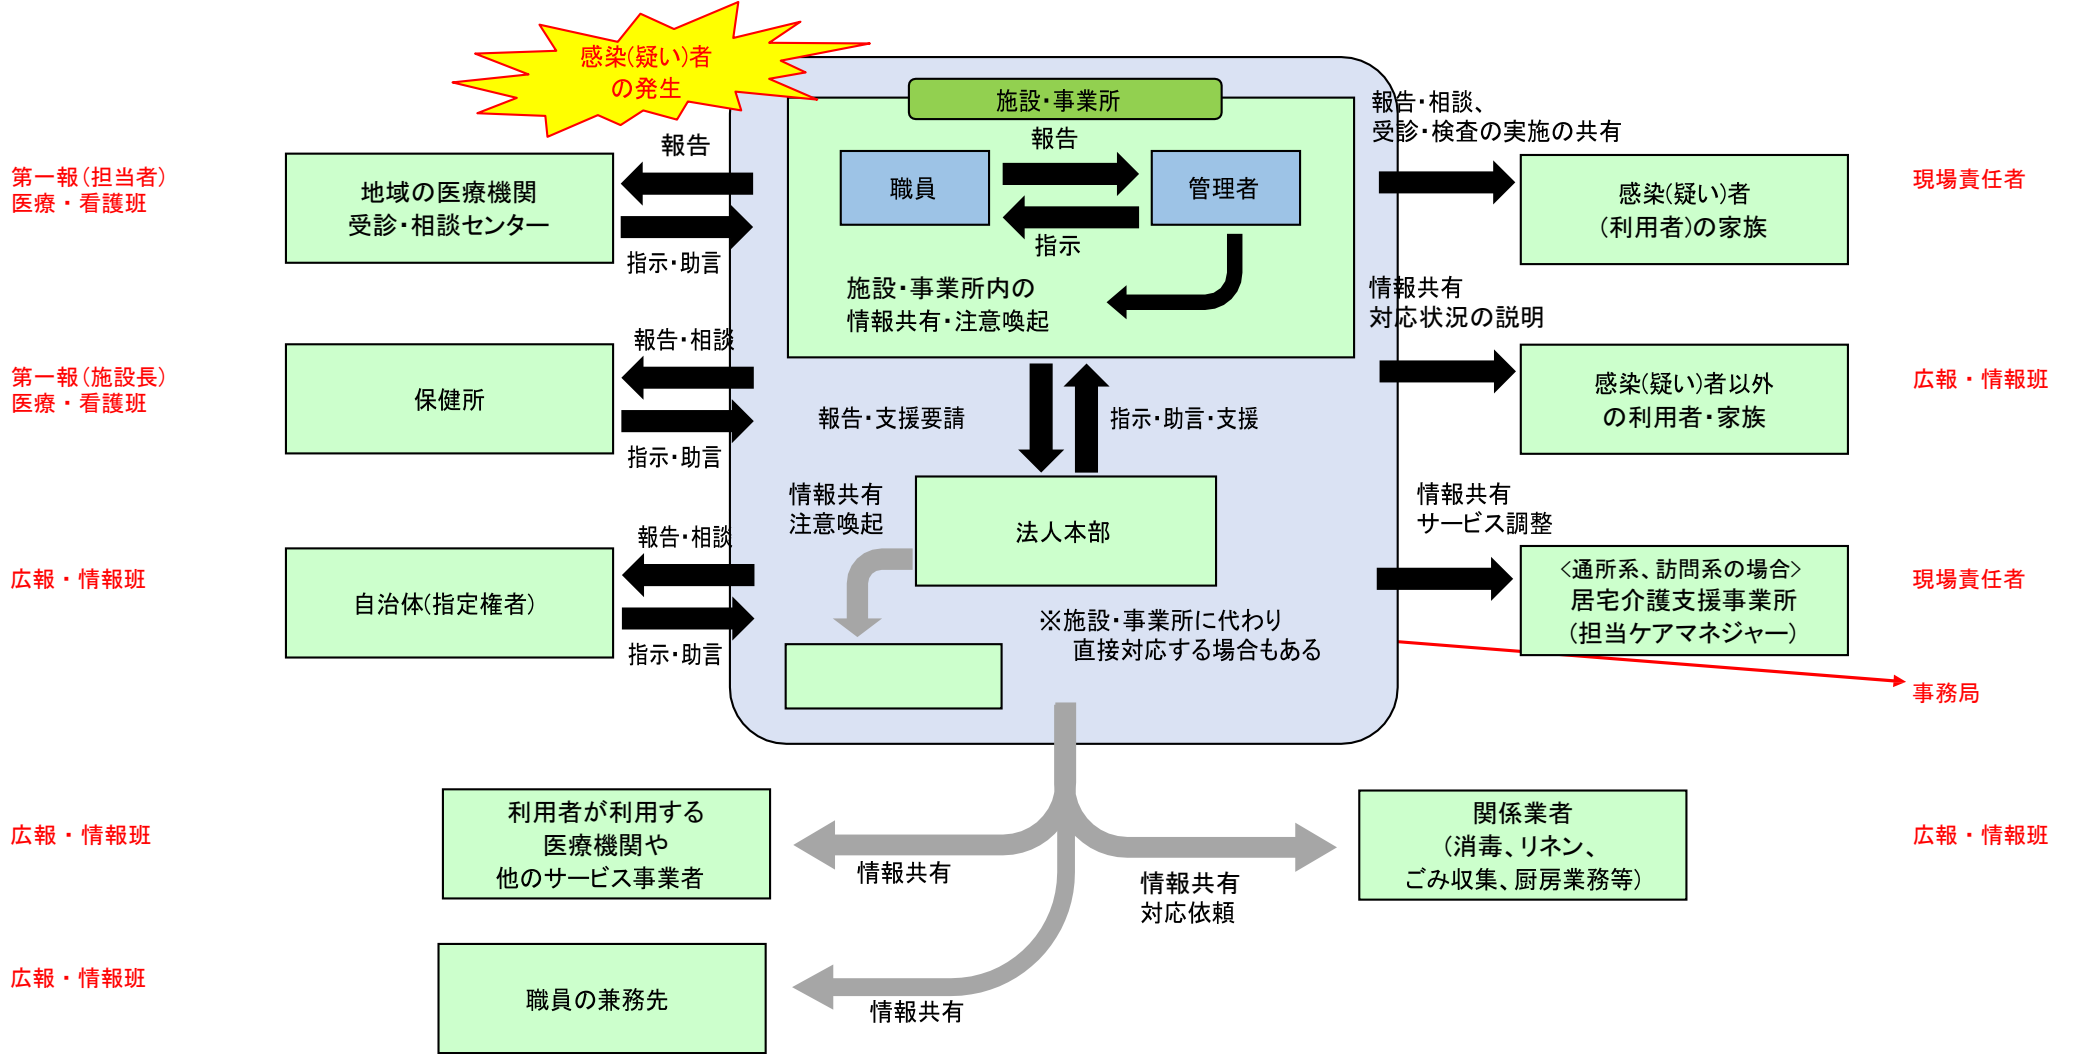 感染(疑い)者
の発生
施設・事業所
報告
職員
管理者
指示
施設・事業所内の
情報共有・注意喚起
報告
第一報(担当者)
医療・看護班
地域の医療機関
受診・相談センター
指示・助言
報告・相談、
受診・検査の実施の共有
感染(疑い)者
(利用者)の家族
現場責任者
報告・相談
第一報(施設長)
医療・看護班
保健所
指示・助言
情報共有
対応状況の説明
感染(疑い)者以外
の利用者・家族
広報・情報班
報告・支援要請
指示・助言・支援
情報共有
注意喚起
法人本部
※施設・事業所に代わり
直接対応する場合もある
報告・相談
広報・情報班
自治体(指定権者)
指示・助言
情報共有
サービス調整
<通所系、訪問系の場合>
居宅介護支援事業所
(担当ケアマネジャー)
現場責任者
事務局
広報・情報班
利用者が利用する
医療機関や
他のサービス事業者
情報共有
情報共有
対応依頼
関係業者
(消毒、リネン、
ごみ収集、厨房業務等)
広報・情報班
広報・情報班
職員の兼務先
情報共有